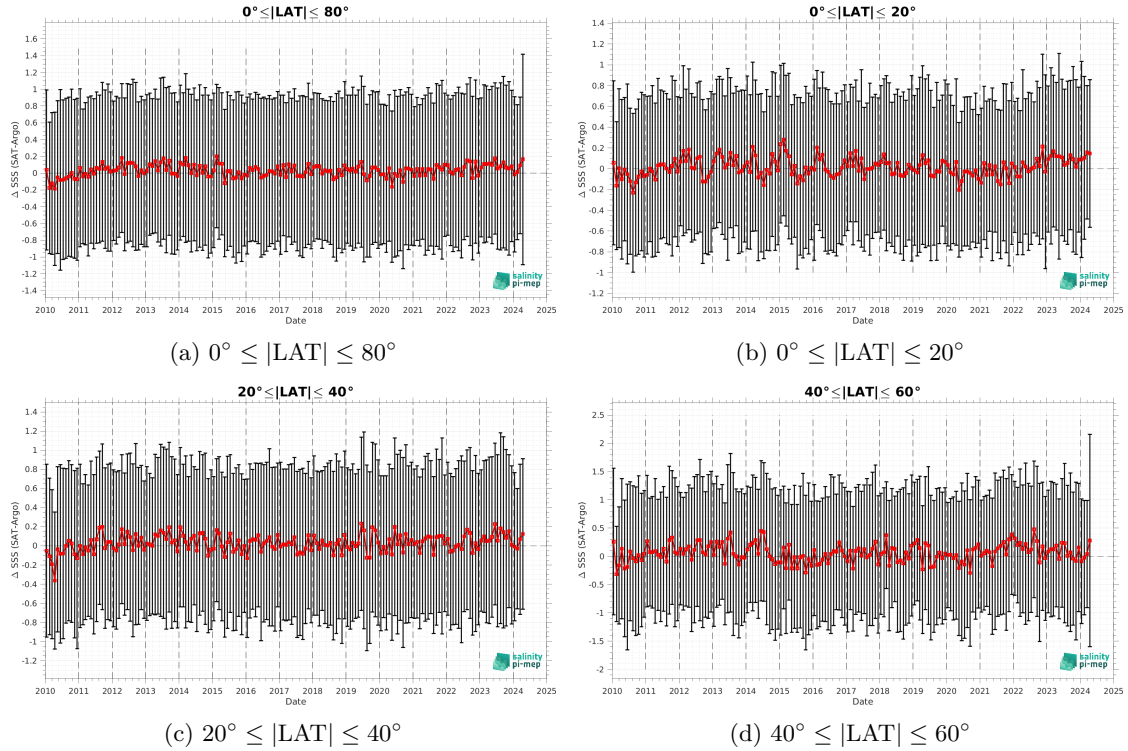 0°≤|LAT|≤ 80°
1.6
1.4
1.2
1
0.8
0.6
0.4
0.2
0
-0.2
-0.4
-0.6
-0.8
-1
-1.2
-1.4
Δ SSS (SAT-Argo)
salinity
pi-mep
2010 2011 2012 2013 2014 2015 2016 2017 2018 2019 2020 2021 2022 2023 2024 2025
Date
(a) 0° ≤ |LAT| ≤ 80°
0°≤|LAT|≤ 20°
1.4
1.2
1
0.8
0.6
0.4
0.2
0
-0.2
-0.4
-0.6
-0.8
-1
-1.2
Δ SSS (SAT-Argo)
salinity
pi-mep
2010 2011 2012 2013 2014 2015 2016 2017 2018 2019 2020 2021 2022 2023 2024 2025
Date
(b) 0° ≤ |LAT| ≤ 20°
20°≤|LAT|≤ 40°
1.4
1.2
1
0.8
0.6
0.4
0.2
0
-0.2
-0.4
-0.6
-0.8
-1
-1.2
Δ SSS (SAT-Argo)
salinity
pi-mep
2010 2011 2012 2013 2014 2015 2016 2017 2018 2019 2020 2021 2022 2023 2024 2025
Date
(c) 20° ≤ |LAT| ≤ 40°
40°≤|LAT|≤ 60°
2.5
2
1.5
1
0.5
0
-0.5
-1
-1.5
-2
Δ SSS (SAT-Argo)
salinity
pi-mep
2010 2011 2012 2013 2014 2015 2016 2017 2018 2019 2020 2021 2022 2023 2024 2025
Date
(d) 40° ≤ |LAT| ≤ 60°